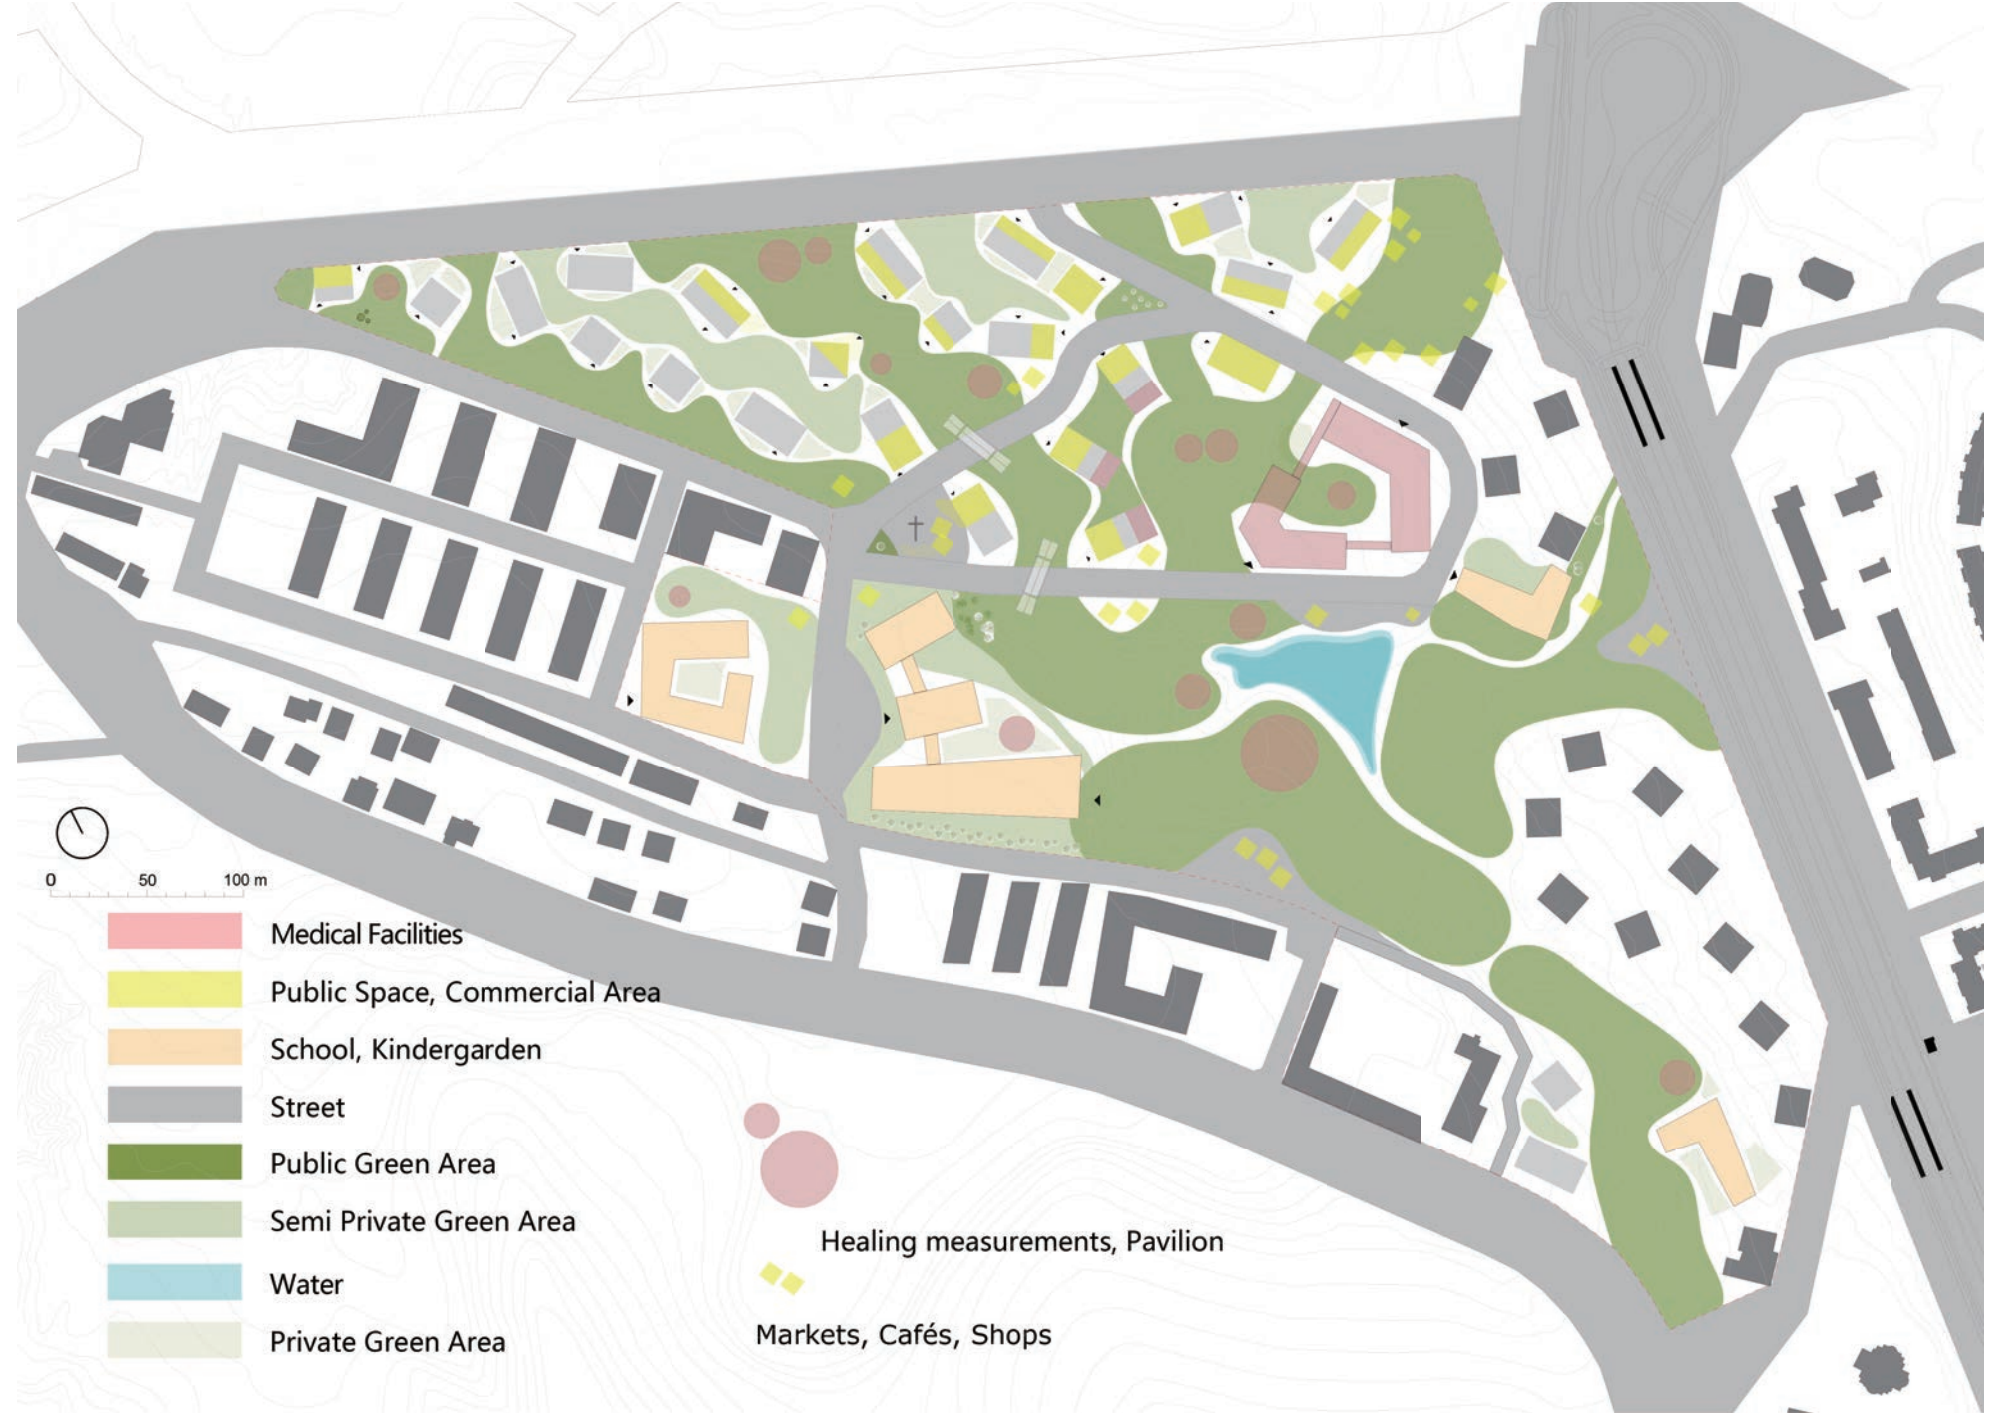 0 50 100 m
Medical Facilities
Public Space, Commercial Area
School, Kindergarden
Street
Public Green Area
Semi Private Green Area
Water
Private Green Area
Healing measurements, Pavilion
Markets, Cafés, Shops